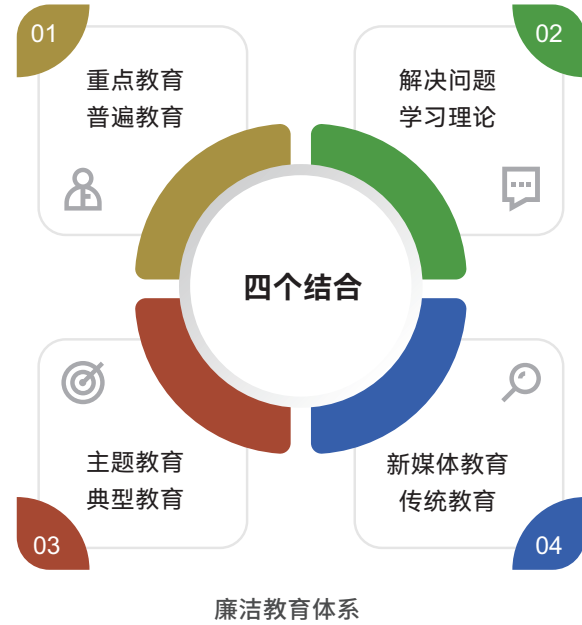 01
重点教育
普遍教育
02
解决问题
学习理论
四个结合
主题教育
典型教育
03
新媒体教育
传统教育
04
廉洁教育体系